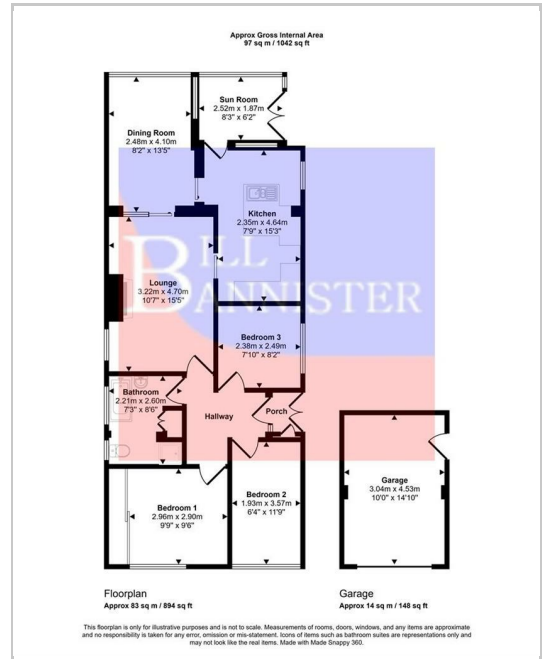 Approx Gross Internal Area
97 sq m / 1042 sq ft
Sun Room
2.52m x 1.87m
8'3" x 6'2"
Dining Room
2.48m x 4.10m
8'2" x 13'5"
Kitchen
2.35m x 4.64m
7'9" x 15'3"
Lounge
3.22m x 4.70m
10'7" x 15'5"
BILL
BANNISTER
Bedroom 3
2.38m x 2.49m
7'10" x 8'2"
Bathroom
2.21m x 2.60m
7'3" x 8'6"
Hallway
Porch
Garage
3.04m x 4.53m
10'0" x 14'10"
Bedroom 2
1.93m x 3.57m
6'4" x 11'9"
Bedroom 1
2.96m x 2.90m
9'9" x 9'6"
Floorplan
Approx 83 sq m / 894 sq ft
Garage
Approx 14 sq m / 148 sq ft
This floorplan is only for illustrative purposes and is not to scale. Measurements of rooms, doors, windows, and any items are approximate
and no responsibility is taken for any error, omission or mis-statement. Icons of items such as bathroom suites are representations only and
may not look like the real items. Made with Made Snappy 360.